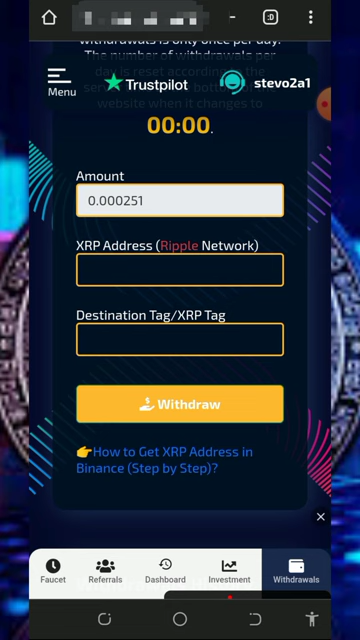 :D
withdrawals is only once per day.
The number of withdrawals per
website when it changes to
Menu
Trustpilot
stevo2a1
00:00.
Amount
0.000251
XRP Address (Ripple Network)
Destination Tag/XRP Tag
Withdraw
👉How to Get XRP Address in
Binance (Step by Step)?
Faucet
Referrals
Dashboard
Investment
Withdrawals